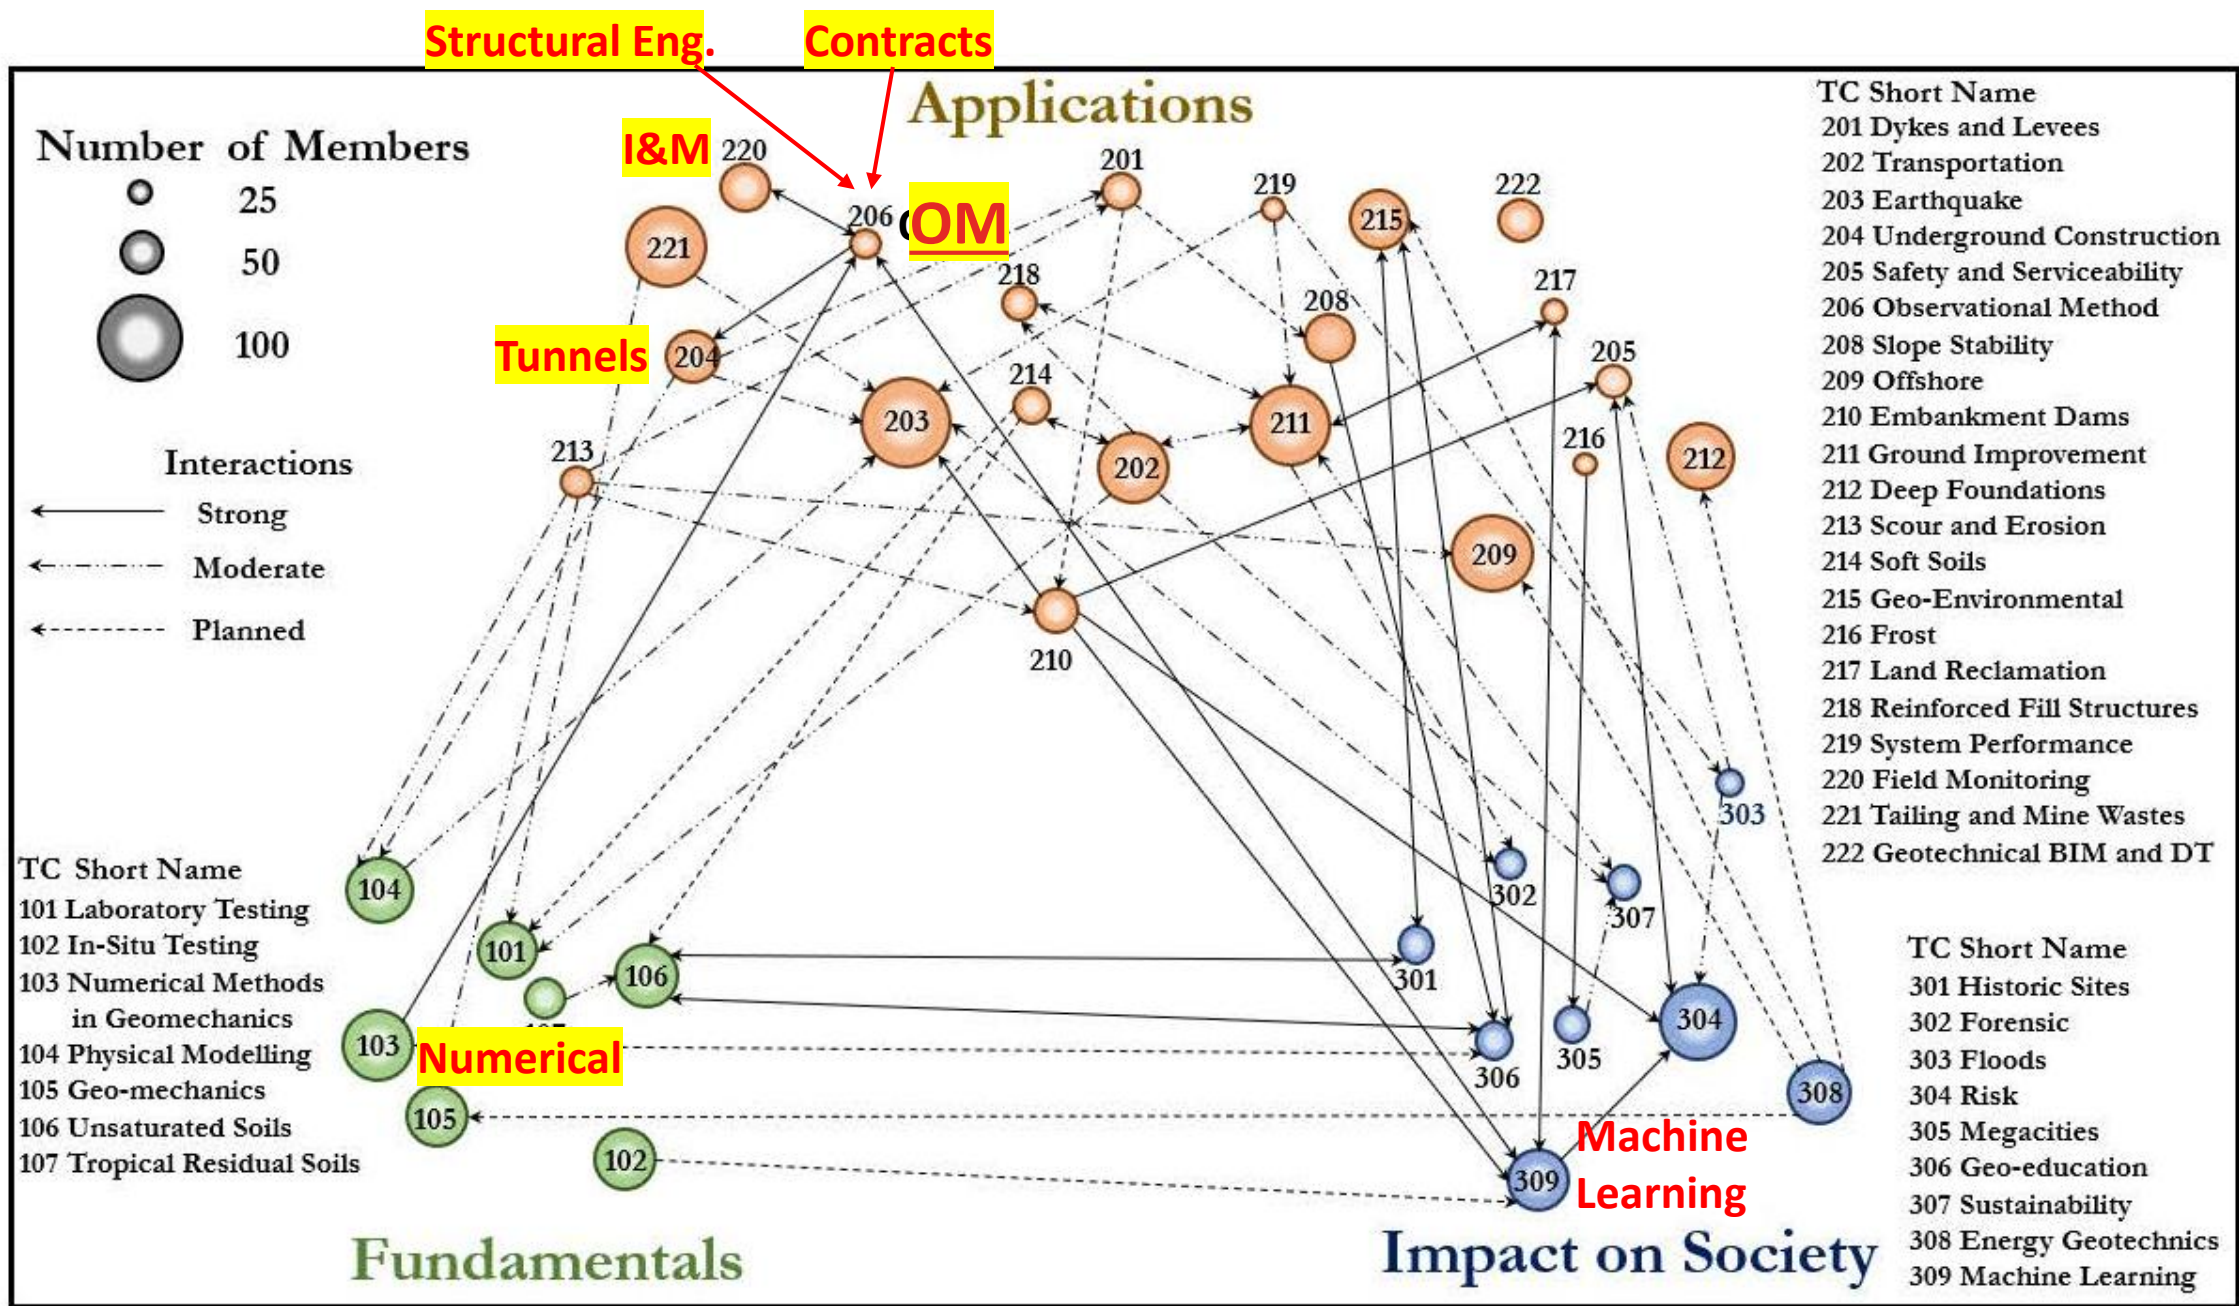 Structural Eng.
Contracts
Applications
Number of Members
25
50
100
Interactions
Strong
Moderate
Planned
I&M
220
206
OM
221
201
219
215
222
218
208
217
Tunnels
204
214
205
203
211
213
202
216
212
209
210
TC Short Name
201 Dykes and Levees
202 Transportation
203 Earthquake
204 Underground Construction
205 Safety and Serviceability
206 Observational Method
208 Slope Stability
209 Offshore
210 Embankment Dams
211 Ground Improvement
212 Deep Foundations
213 Scour and Erosion
214 Soft Soils
215 Geo-Environmental
216 Frost
217 Land Reclamation
218 Reinforced Fill Structures
219 System Performance
220 Field Monitoring
221 Tailing and Mine Wastes
222 Geotechnical BIM and DT
303
104
302
307
101
106
301
103
Numerical
306
305
304
308
105
102
309
Machine
Learning
TC Short Name
101 Laboratory Testing
102 In-Situ Testing
103 Numerical Methods
in Geomechanics
104 Physical Modelling
105 Geo-mechanics
106 Unsaturated Soils
107 Tropical Residual Soils
TC Short Name
301 Historic Sites
302 Forensic
303 Floods
304 Risk
305 Megacities
306 Geo-education
307 Sustainability
308 Energy Geotechnics
309 Machine Learning
Fundamentals
Impact on Society